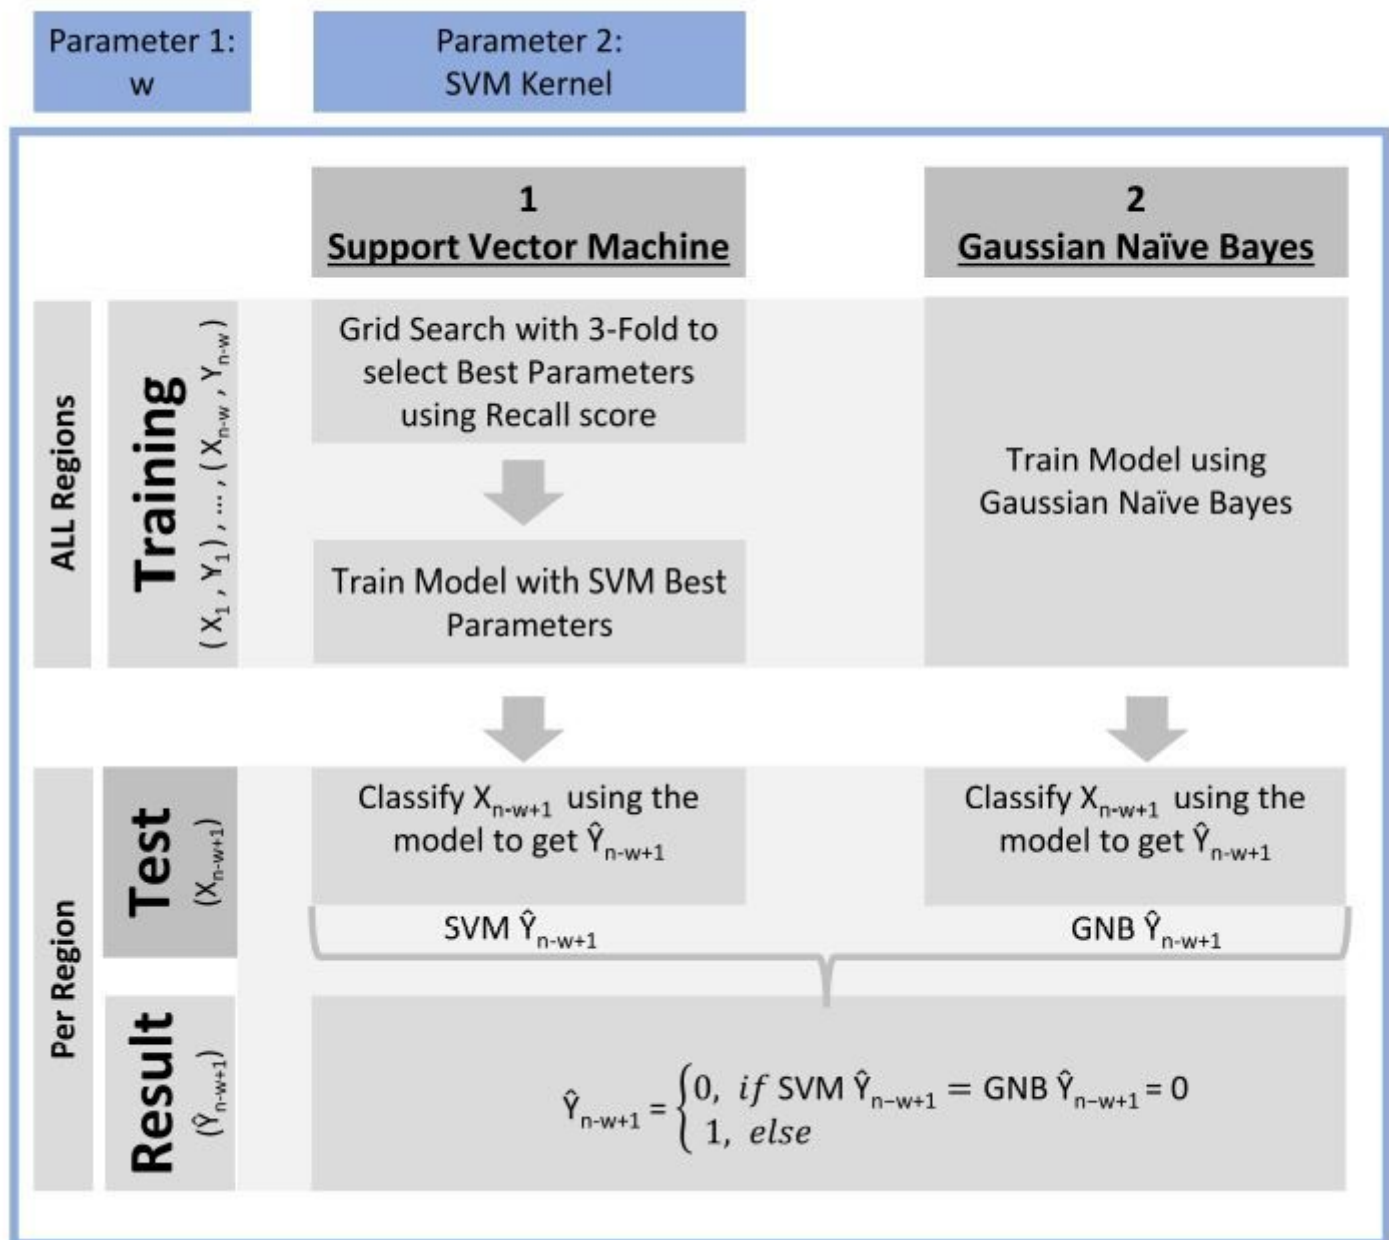 Parameter 1:
w
Parameter 2:
SVM Kernel
1
Support Vector Machine
2
Gaussian Naïve Bayes
ALL Regions
Training
( X₁ , Y₁ ) , ... , ( Xₙ₋w , Yₙ₋w )
Grid Search with 3-Fold to
select Best Parameters
using Recall score
Train Model with SVM Best
Parameters
Train Model using
Gaussian Naïve Bayes
Per Region
Test
(Xn-w+1)
Classify Xn-w+1 using the
model to get Ŷn-w+1
Classify Xn-w+1 using the
model to get Ŷn-w+1
SVM Ŷn-w+1
GNB Ŷn-w+1
Result
(Ŷn-w+1)
Ŷn-w+1 = {0, if SVM Ŷn−w+1 = GNB Ŷn−w+1 = 0
1, else